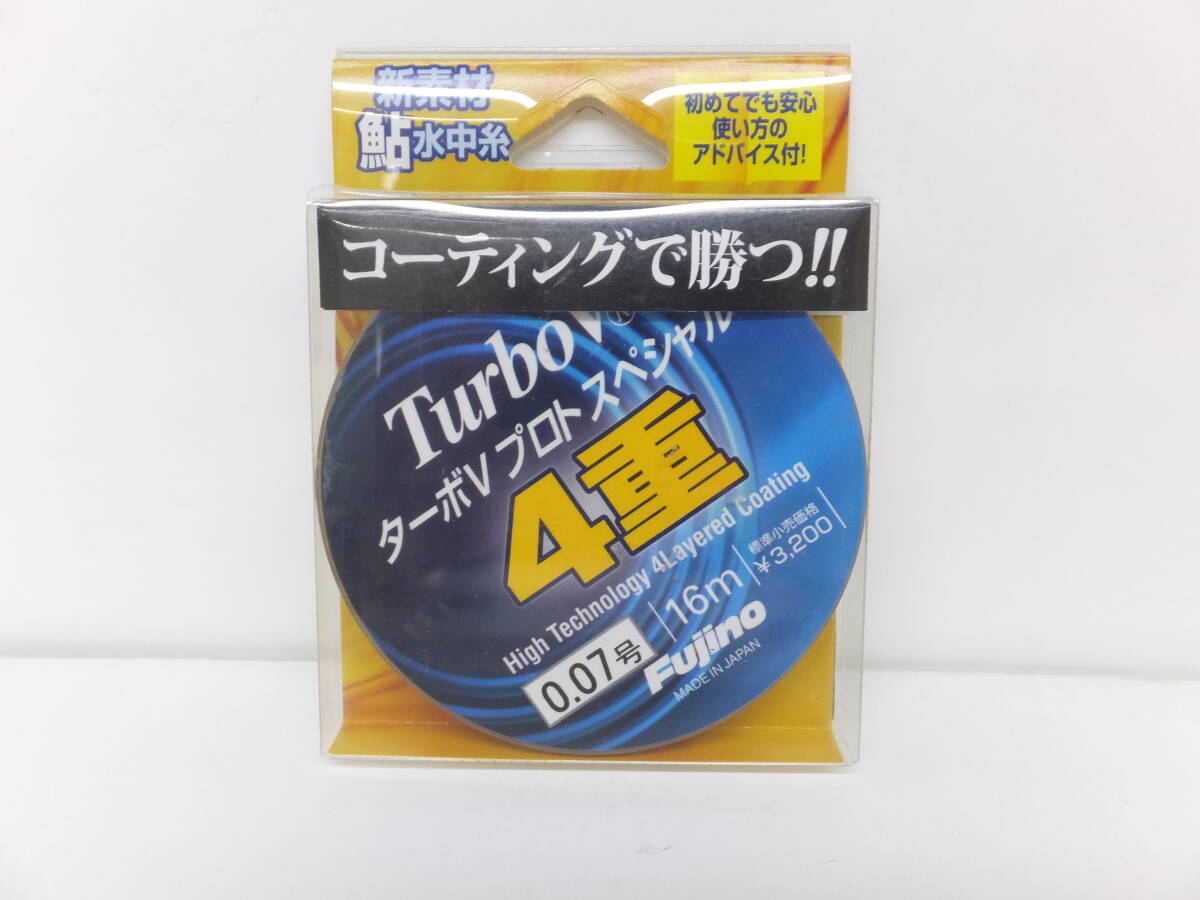 新素材
鮎水中糸
初めてでも安心
使い方の
アドバイス付!
コーティングで勝つ!!
TurboV®
ターボV プロト スペシャル
4重
High Technology 4Layered Coating
0.07号
16m
標準小売価格
¥3,200
Fujino
MADE IN JAPAN